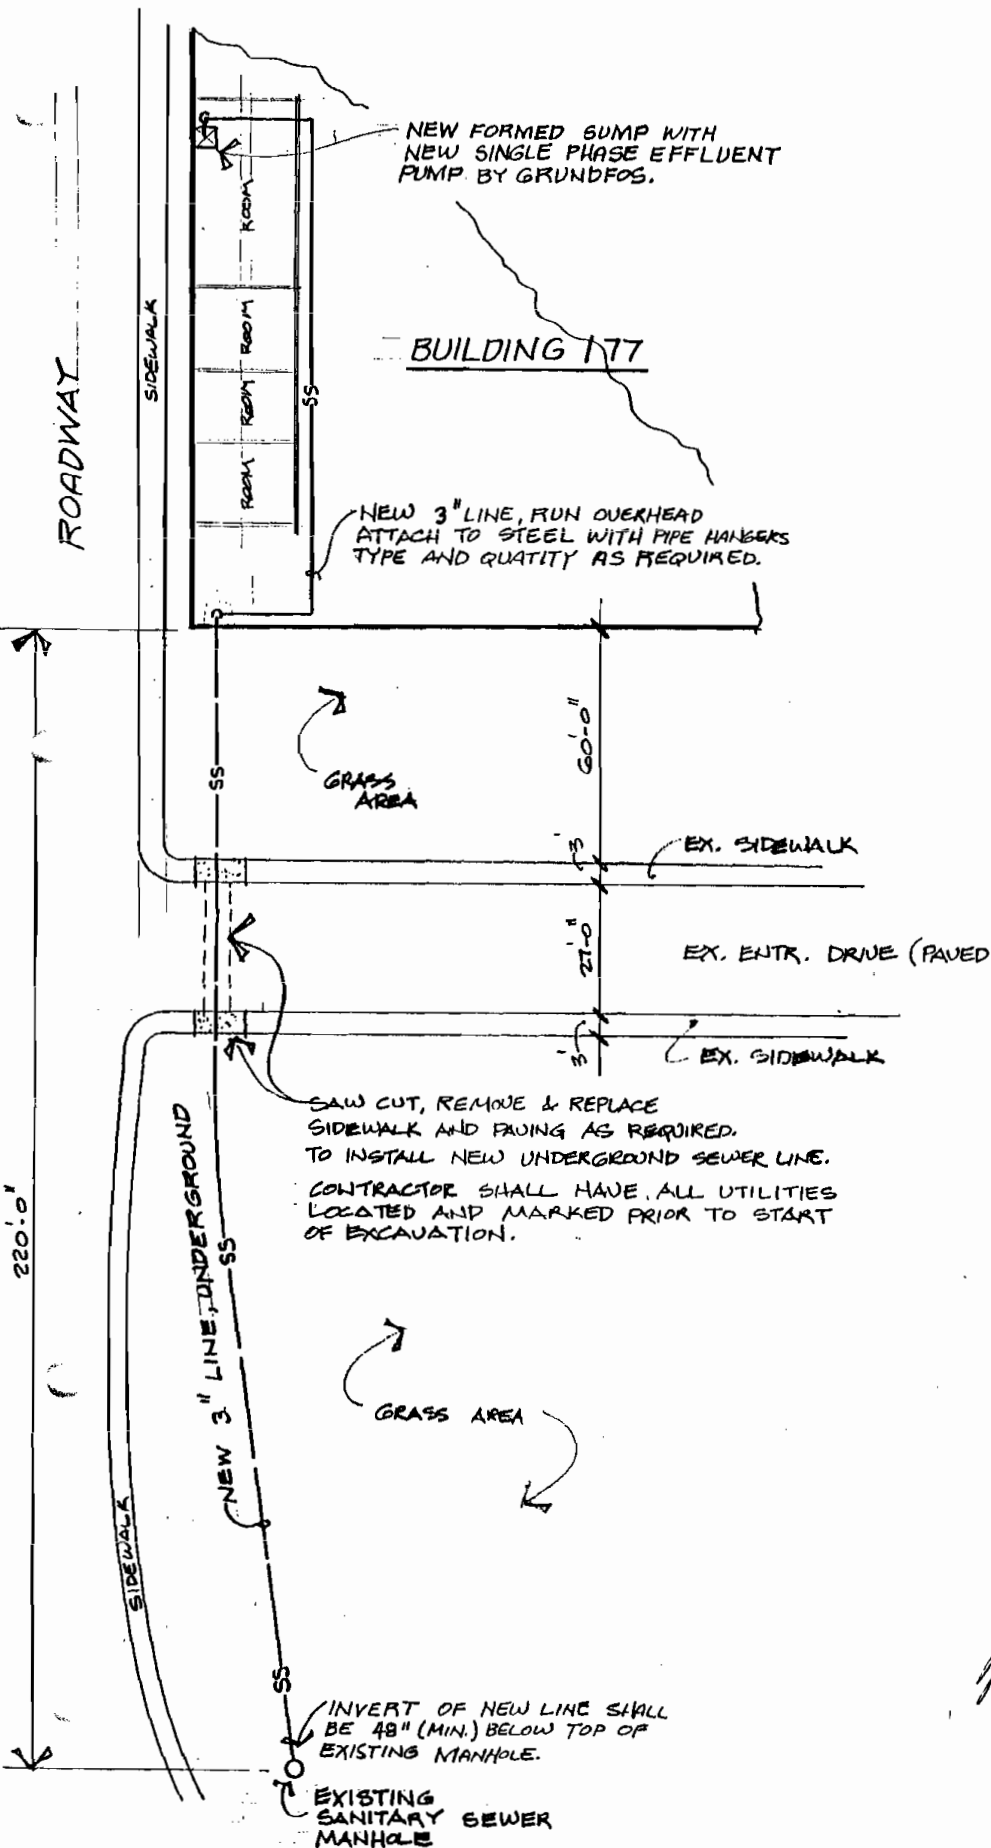 NEW FORMED SUMP WITH
NEW SINGLE PHASE EFFLUENT
PUMP BY GRUNDFOS.
ROADWAY
SIDEWALK
ROOM
ROOM
ROOM
ROOM
BUILDING 177
SS
NEW 3" LINE, RUN OVERHEAD
ATTACH TO STEEL WITH PIPE HANGERS
TYPE AND QUATITY AS REQUIRED.
60'-0"
SS
GRASS
AREA
3'
EX. SIDEWALK
27'-0"
EX. ENTR. DRIVE (PAVED
3'
EX. SIDEWALK
SAW CUT, REMOVE & REPLACE
SIDEWALK AND PAVING AS REQUIRED.
TO INSTALL NEW UNDERGROUND SEWER LINE.
CONTRACTOR SHALL HAVE ALL UTILITIES
LOCATED AND MARKED PRIOR TO START
OF EXCAVATION.
220'-0"
NEW 3" LINE, UNDERGROUND
SS
GRASS AREA
SIDEWALK
SS
INVERT OF NEW LINE SHALL
BE 48" (MIN.) BELOW TOP OF
EXISTING MANHOLE.
EXISTING
SANITARY SEWER
MANHOLE